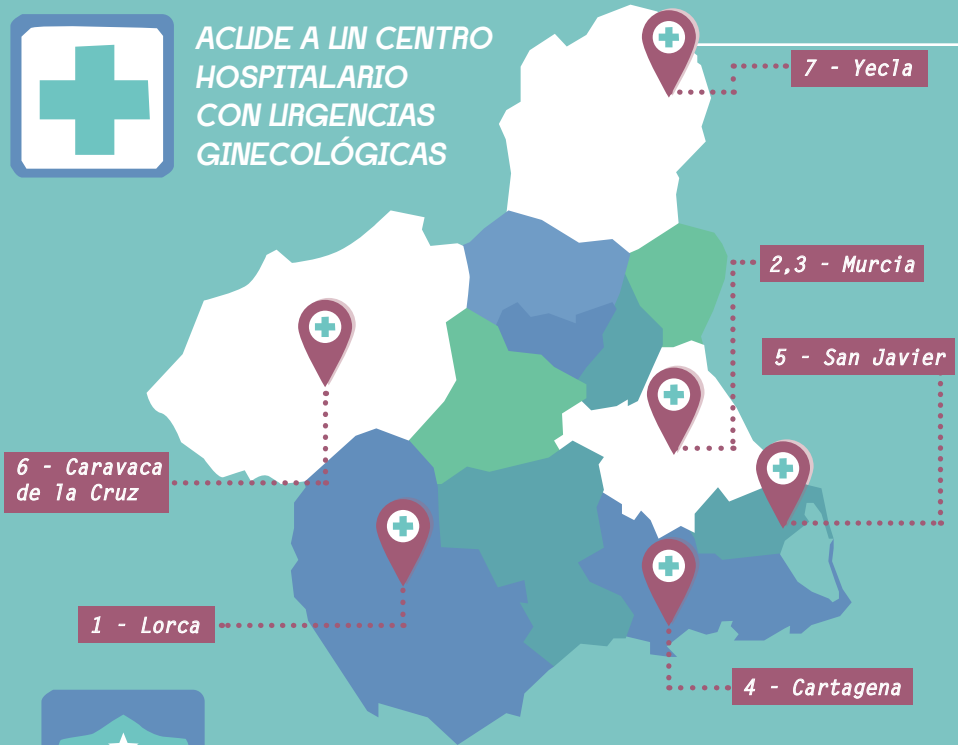 ACUDE A UN CENTRO
HOSPITALARIO
CON URGENCIAS
GINECOLÓGICAS
7 - Yecla
2,3 - Murcia
5 - San Javier
6 - Caravaca
de la Cruz
1 - Lorca
4 - Cartagena